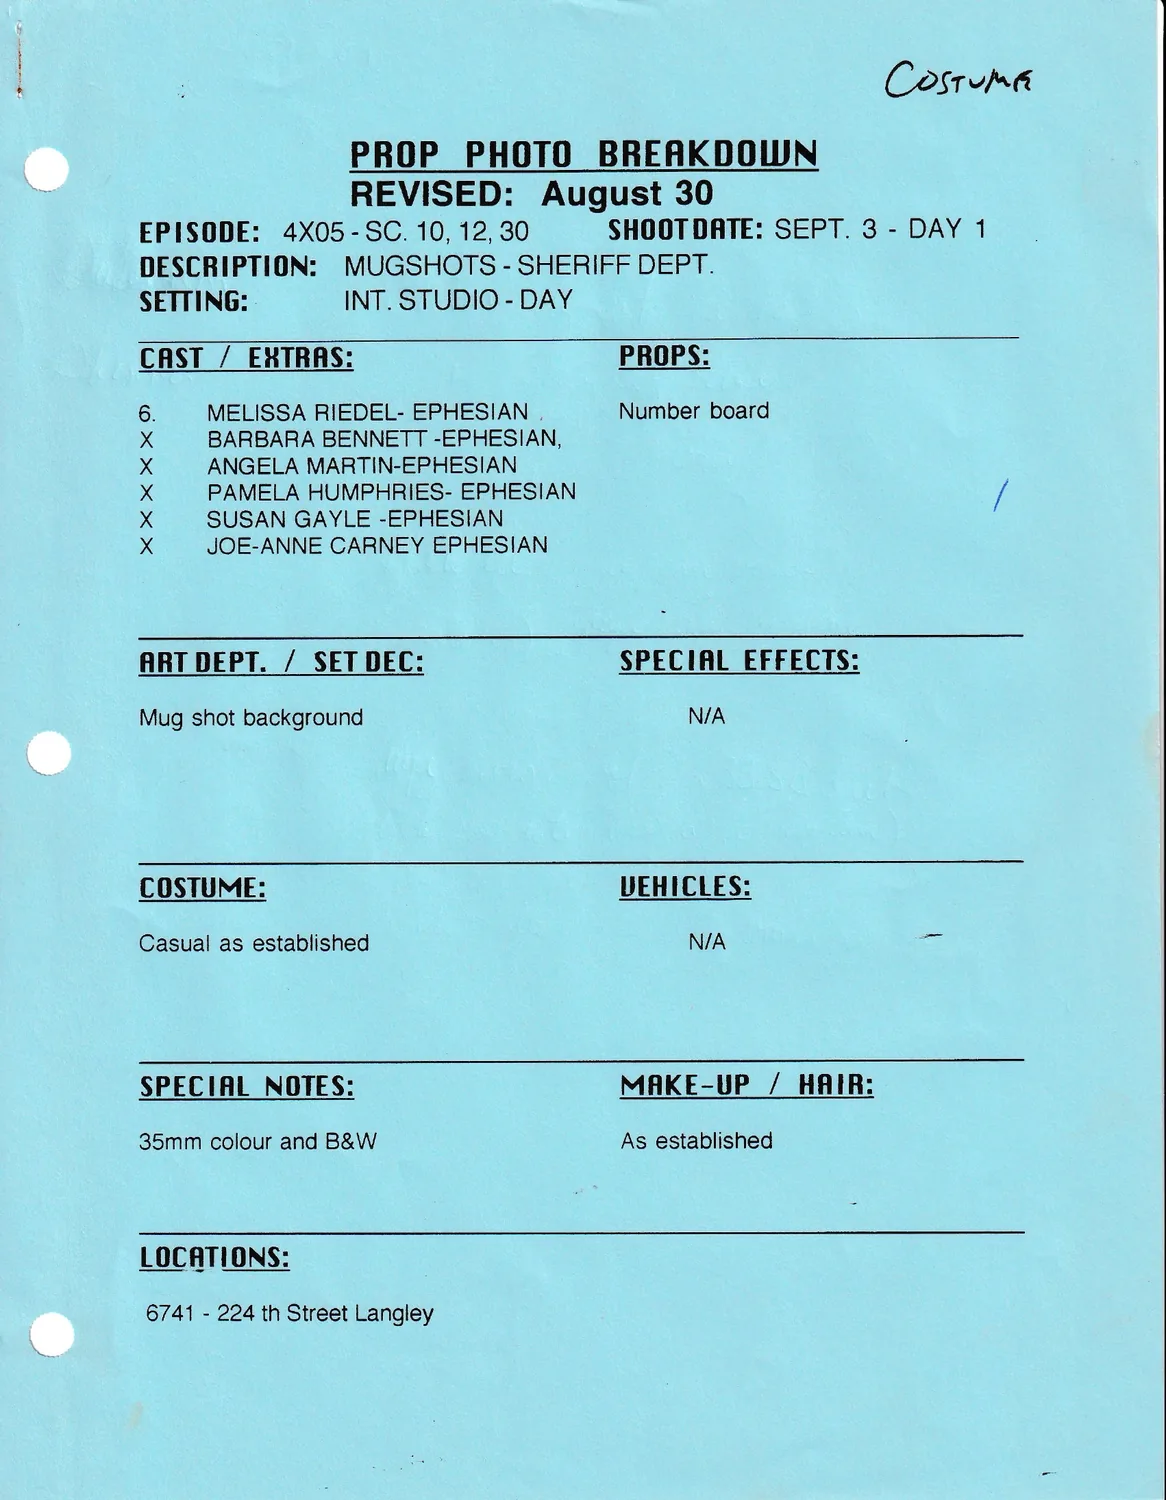 COSTUME
PROP PHOTO BREAKDOWN
REVISED: August 30
EPISODE: 4X05 - SC. 10, 12, 30 SHOOT DATE: SEPT. 3 - DAY 1
DESCRIPTION: MUGSHOTS - SHERIFF DEPT.
SETTING: INT. STUDIO - DAY
CAST / EXTRAS: PROPS:
6. MELISSA RIEDEL- EPHESIAN Number board
X BARBARA BENNETT -EPHESIAN,
X ANGELA MARTIN-EPHESIAN
X PAMELA HUMPHRIES- EPHESIAN
X SUSAN GAYLE -EPHESIAN
X JOE-ANNE CARNEY EPHESIAN
ART DEPT. / SET DEC: SPECIAL EFFECTS:
Mug shot background N/A
COSTUME: VEHICLES:
Casual as established N/A
SPECIAL NOTES: MAKE-UP / HAIR:
35mm colour and B&W As established
LOCATIONS:
6741 - 224 th Street Langley